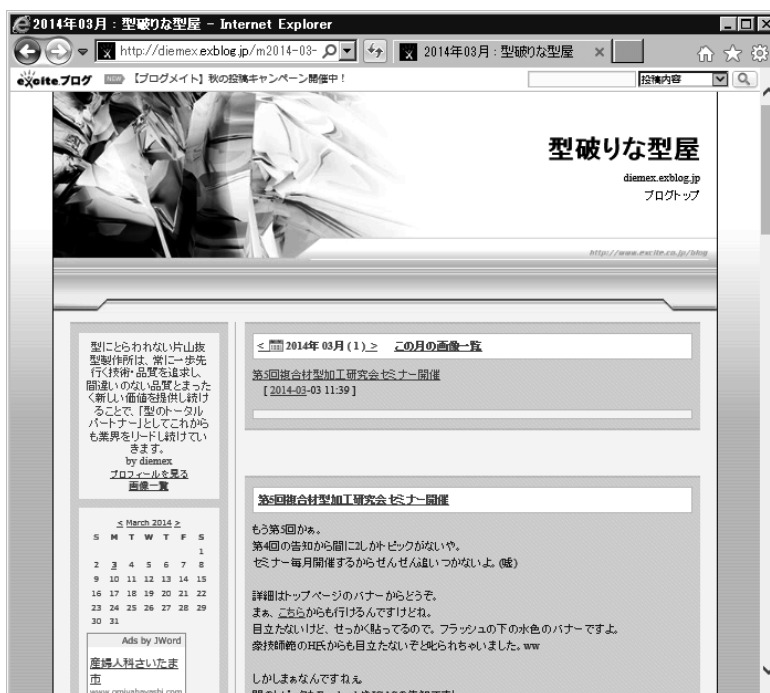 2014年03月 : 型破りな型屋 - Internet Explorer
http://diemex.exblog.jp/m2014-03-
2014年03月 : 型破りな型屋
excite.ブログ
NEW
【ブログメイト】秋の投稿キャンペーン開催中！
投稿内容
型破りな型屋
diemex.exblog.jp
ブログトップ
http://www.excite.co.jp/blog
型にとらわれない片山抜
型製作所は、常に一歩先
行く技術・品質を追求し、
間違いのない品質とまった
く新しい価値を提供し続け
ることで、「型のトータル
パートナー」としてこれから
も業界をリードし続けてい
きます。
by diemex
プロフィールを見る
画像一覧
< March 2014 >
S M T W T F S
1
2 3 4 5 6 7 8
9 10 11 12 13 14 15
16 17 18 19 20 21 22
23 24 25 26 27 28 29
30 31
Ads by JWord
産婦人科さいたま
市
www.omiyahayashi.com
< 2014年 03月 ( 1 ) > この月の画像一覧
第5回複合材型加工研究会セミナー開催
[ 2014-03-03 11:39 ]
第5回複合材型加工研究会セミナー開催
もう第5回かぁ。
第4回の告知から間に2しかトピックがないや。
セミナー毎月開催するからぜんぜん追いつかないよ。(嘘)
詳細はトップページのバナーからどうぞ。
まぁ、こちらからも行けるんですけどね。
目立たないけど、せっかく貼ってるので。フラッシュの下の水色のバナーですよ。
豪技師範のH氏からも目立たないぞと叱られちゃいました。ww
しかしまぁなんですねぇ。